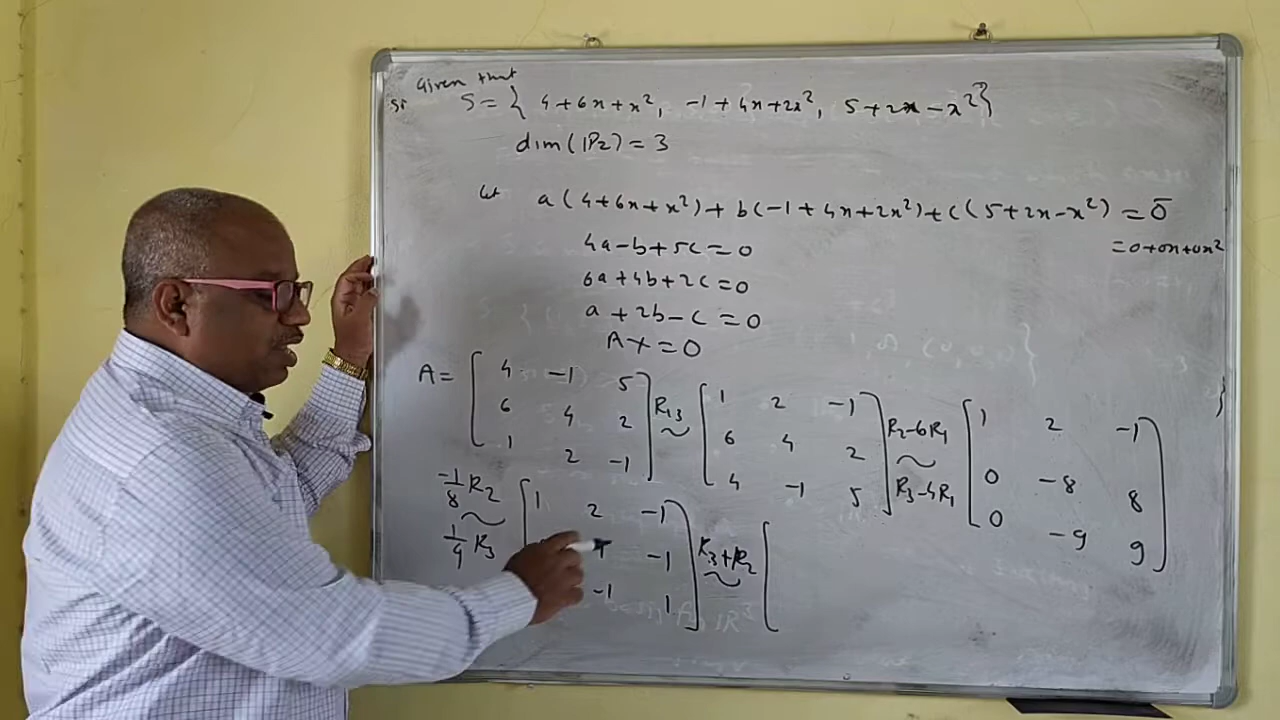 Given that
S = { 4+6x+x², -1+4x+2x², 5+2x-x² }
dim(IP2) = 3
Let a(4+6x+x²) + b(-1+4x+2x²) + c(5+2x-x²) = 0̄
= 0+0x+0x²
4a-b+5c=0
6a+4b+2c=0
a+2b-c=0
AX=0
A = [ 4 -1 5 ] R13 [ 1 2 -1 ] R2-6R1 [ 1 2 -1 ]
[ 6 4 2 ] ~ [ 6 4 2 ] ~ [ 0 -8 8 ]
[ 1 2 -1 ] [ 4 -1 5 ] R3-4R1 [ 0 -9 9 ]
-1/8 R2 [ 1 2 -1 ]
~ [ 1 -1 ] R3+R2 [
1/9 R3 [ -1 1 ] ~